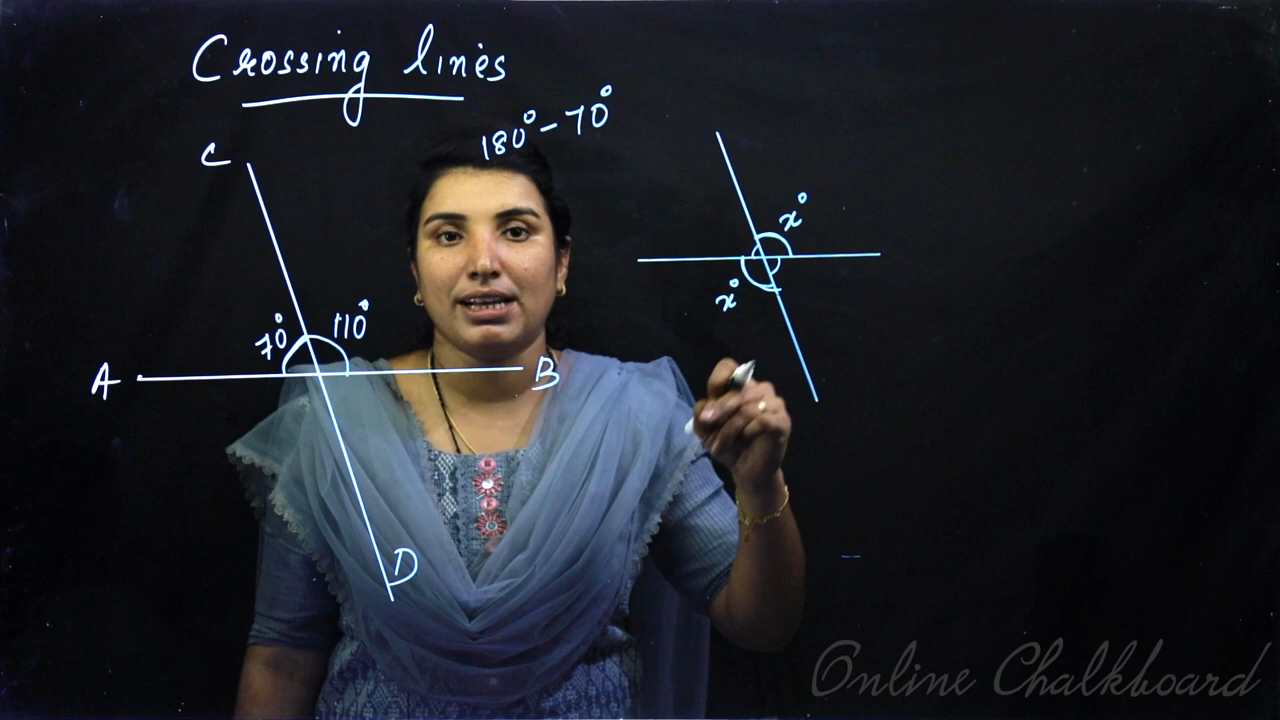 Crossing lines
180° - 70°
C
x°
70° 110°
x°
A
B
D
Online Chalkboard